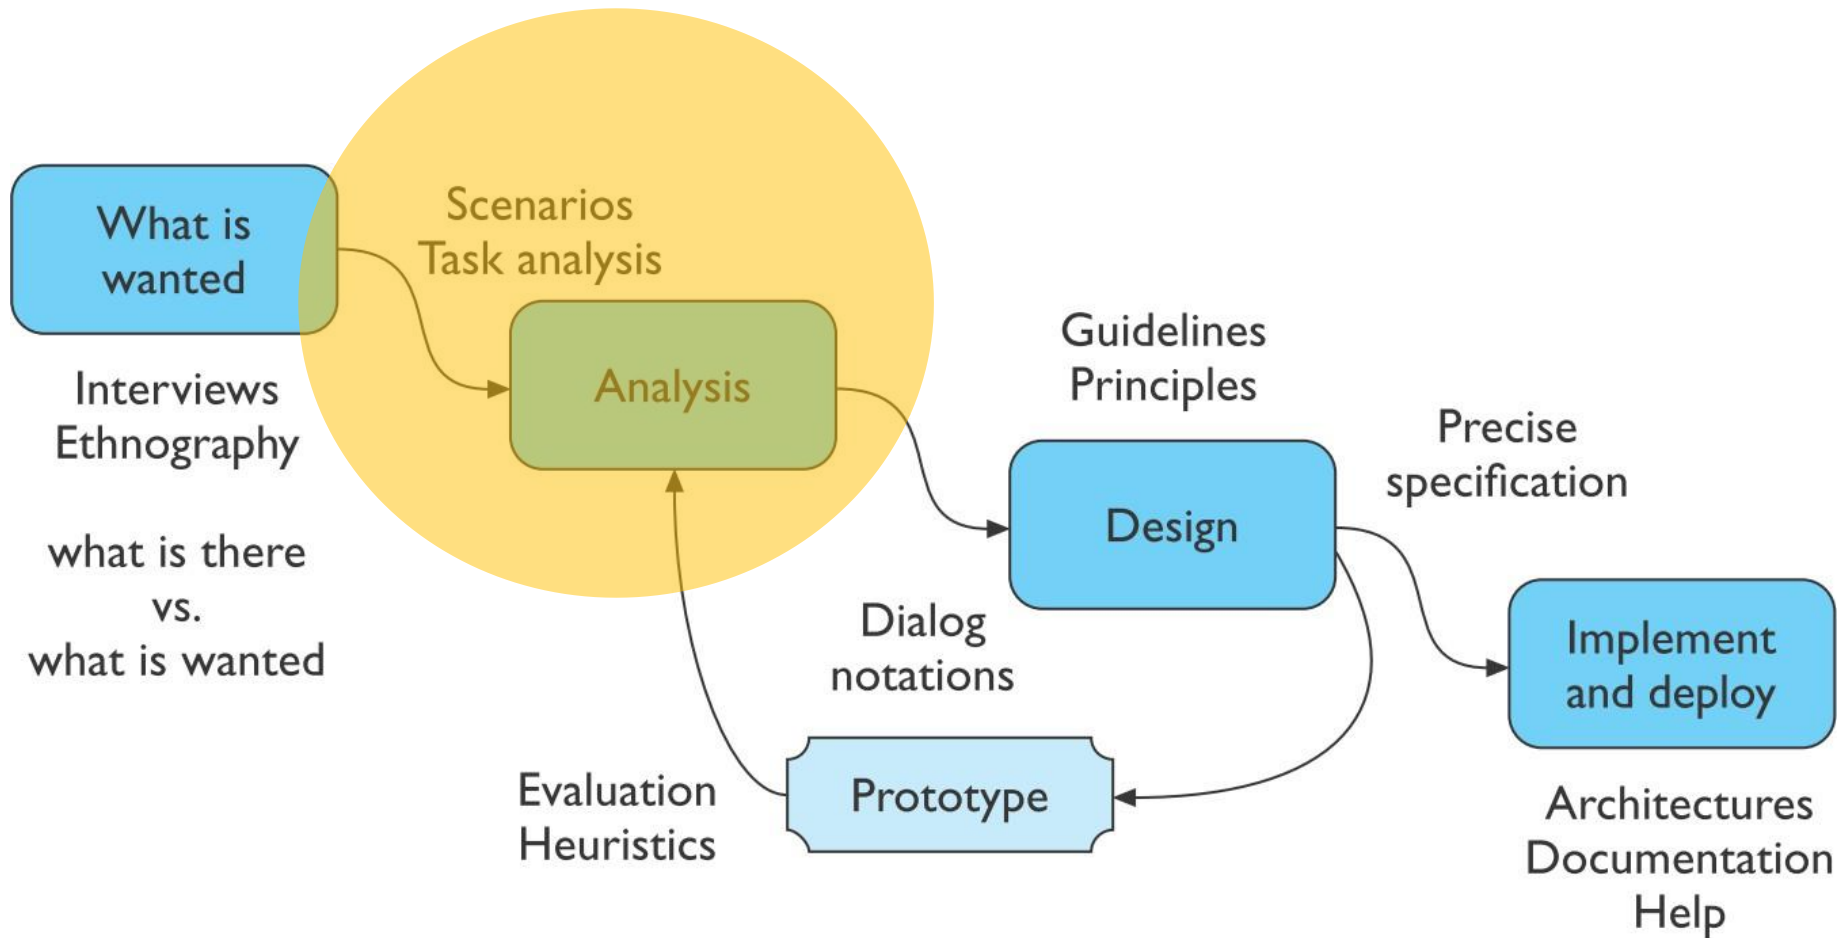 What is
wanted
Interviews
Ethnography
what is there
vs.
what is wanted
Scenarios
Task analysis
Analysis
Guidelines
Principles
Design
Precise
specification
Dialog
notations
Prototype
Evaluation
Heuristics
Implement
and deploy
Architectures
Documentation
Help